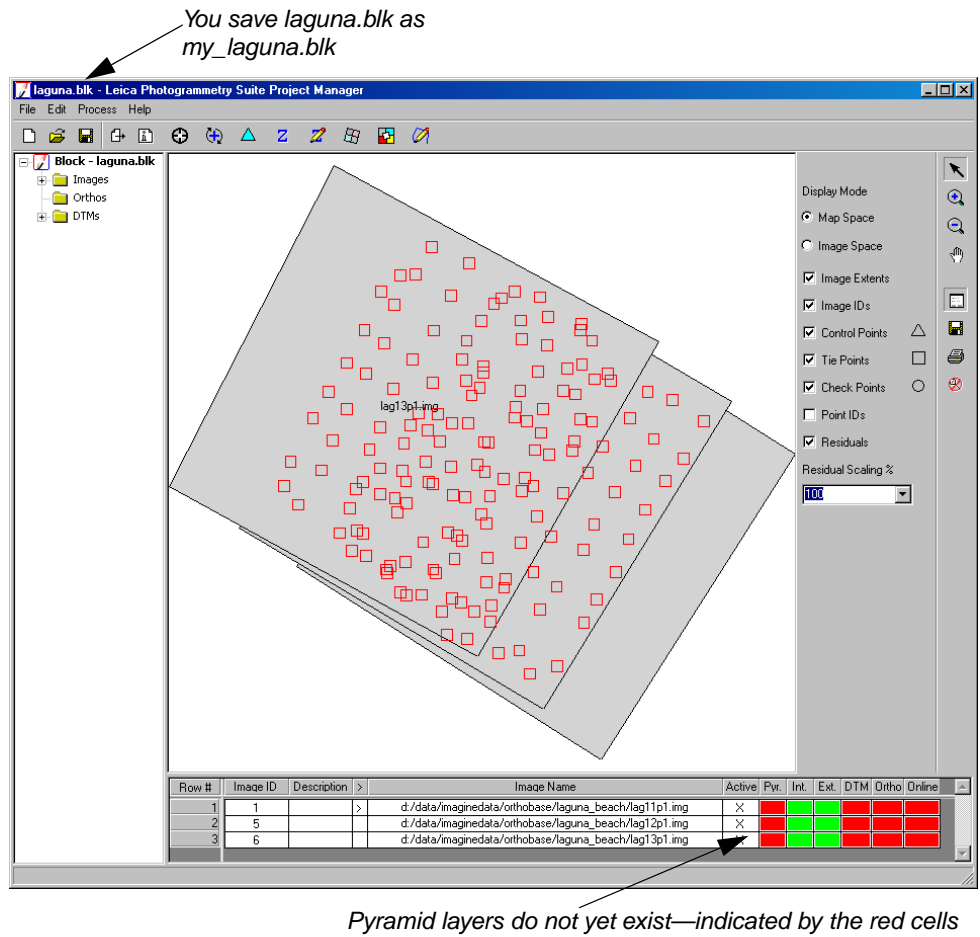 You save laguna.blk as
my_laguna.blk
laguna.blk - Leica Photogrammetry Suite Project Manager
File Edit Process Help
Block - laguna.blk
Images
Orthos
DTMs
lag13p1.img
Display Mode
Map Space
Image Space
Image Extents
Image IDs
Control Points
Tie Points
Check Points
Point IDs
Residuals
Residual Scaling %
100
Row # Image ID Description > Image Name Active Pyr. Int. Ext. DTM Ortho Online
1 1 > d:/data/imaginedata/orthobase/laguna_beach/lag11p1.img X
2 5 d:/data/imaginedata/orthobase/laguna_beach/lag12p1.img X
3 6 d:/data/imaginedata/orthobase/laguna_beach/lag13p1.img X
Pyramid layers do not yet exist—indicated by the red cells